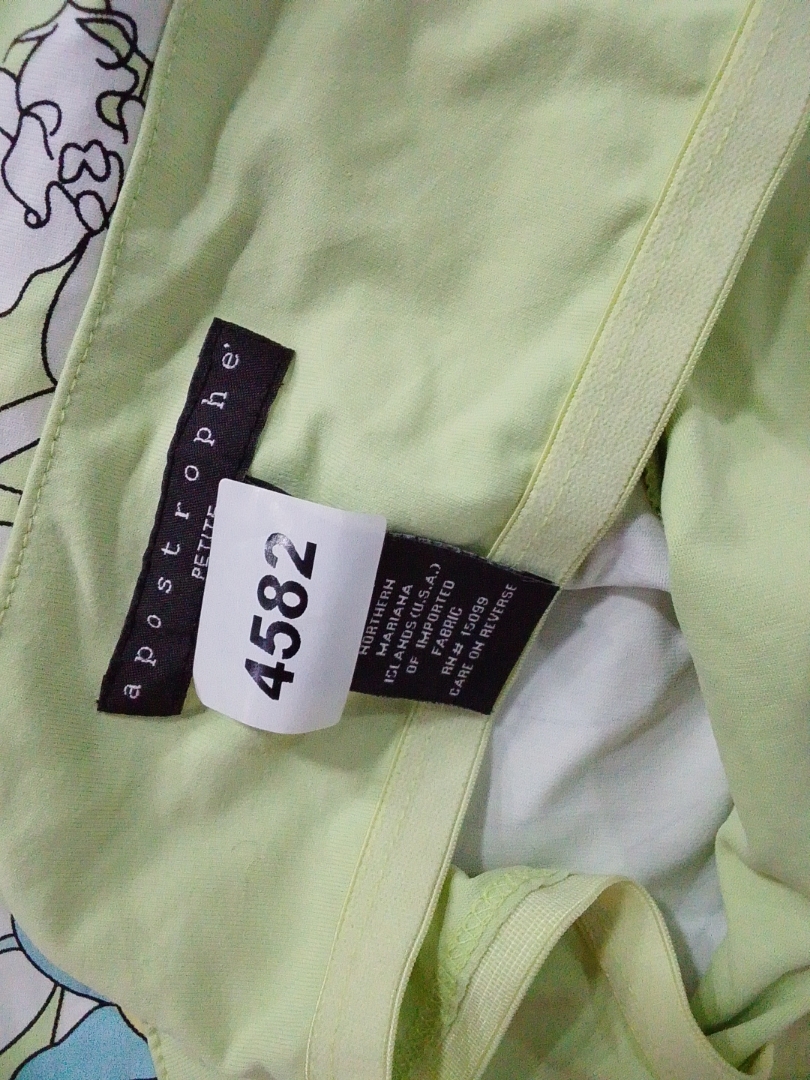 apostrophe'
PETITE
4582
NORTHERN
MARIANA
ISLANDS (U.S.A.)
OF IMPORTED
FABRIC
RN# 15099
CARE ON REVERSE